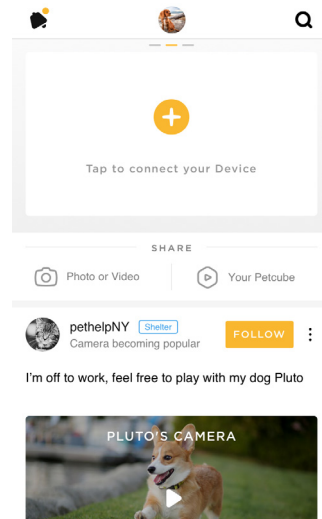 Tap to connect your Device
SHARE
Photo or Video
Your Petcube
pethelpNY Shelter
Camera becoming popular
FOLLOW
I'm off to work, feel free to play with my dog Pluto
PLUTO'S CAMERA